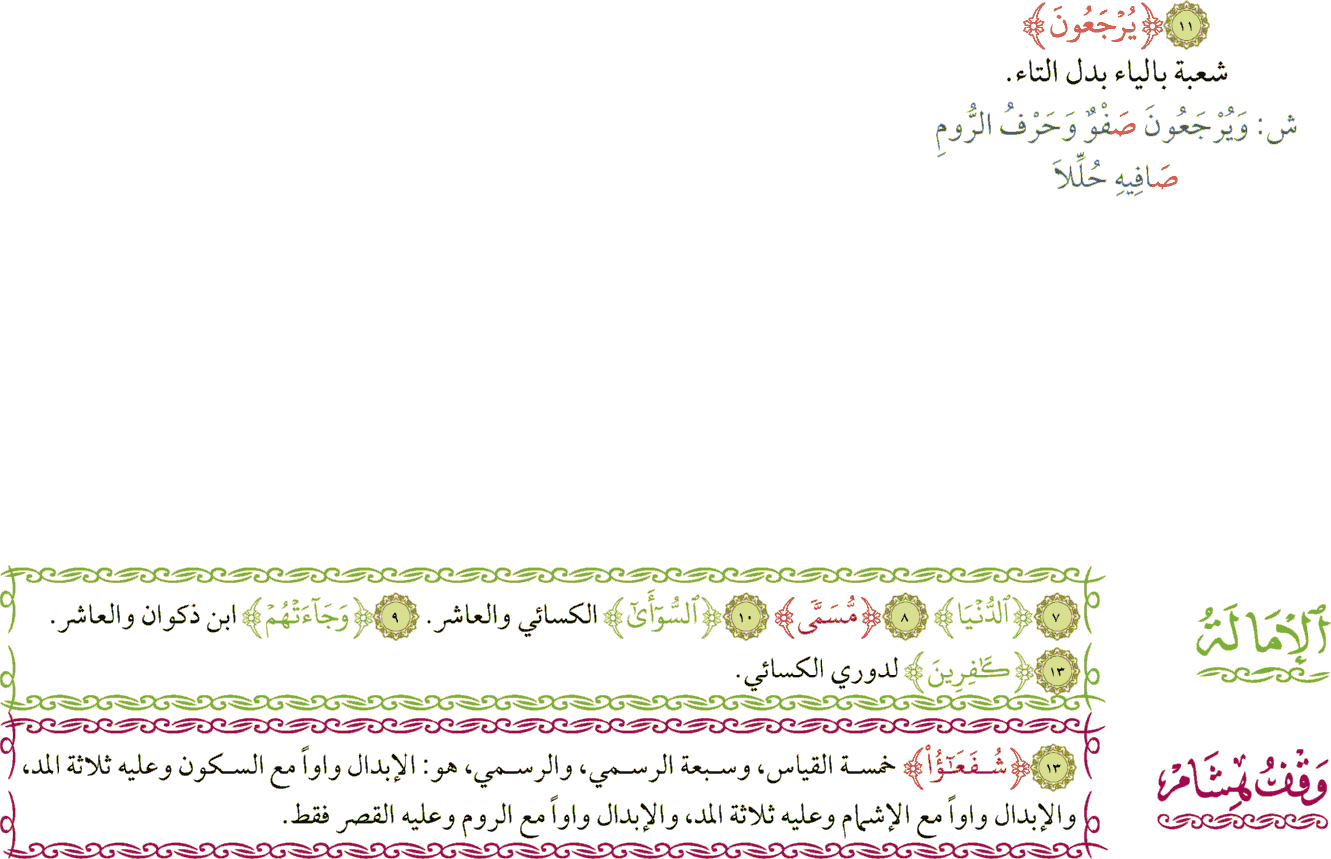 ١١ ﴿يُرْجَعُونَ﴾
شعبة بالياء بدل التاء.
ش: وَيُرْجَعُونَ صَفْوٌ وَحَرْفُ الرُّومِ
صَافِيهِ حُلِّلاَ
ٱلْإِمَالَةُ
٧ ﴿ٱلدُّنْيَا﴾ ٨ ﴿مُّسَمًّى﴾ ١٠ ﴿ٱلسُّوٓأَىٰٓ﴾ الكسائي والعاشر. ٩ ﴿وَجَآءَتْهُمْ﴾ ابن ذكوان والعاشر.
١٣ ﴿كَٰفِرِينَ﴾ لدوري الكسائي.
وَقْفُ هِشَامٍ
١٣ ﴿شُفَعَٰٓؤُا۟﴾ خمسة القياس، وسبعة الرسمي، والرسمي، هو: الإبدال واواً مع السكون وعليه ثلاثة المد،
والإبدال واواً مع الإشمام وعليه ثلاثة المد، والإبدال واواً مع الروم وعليه القصر فقط.